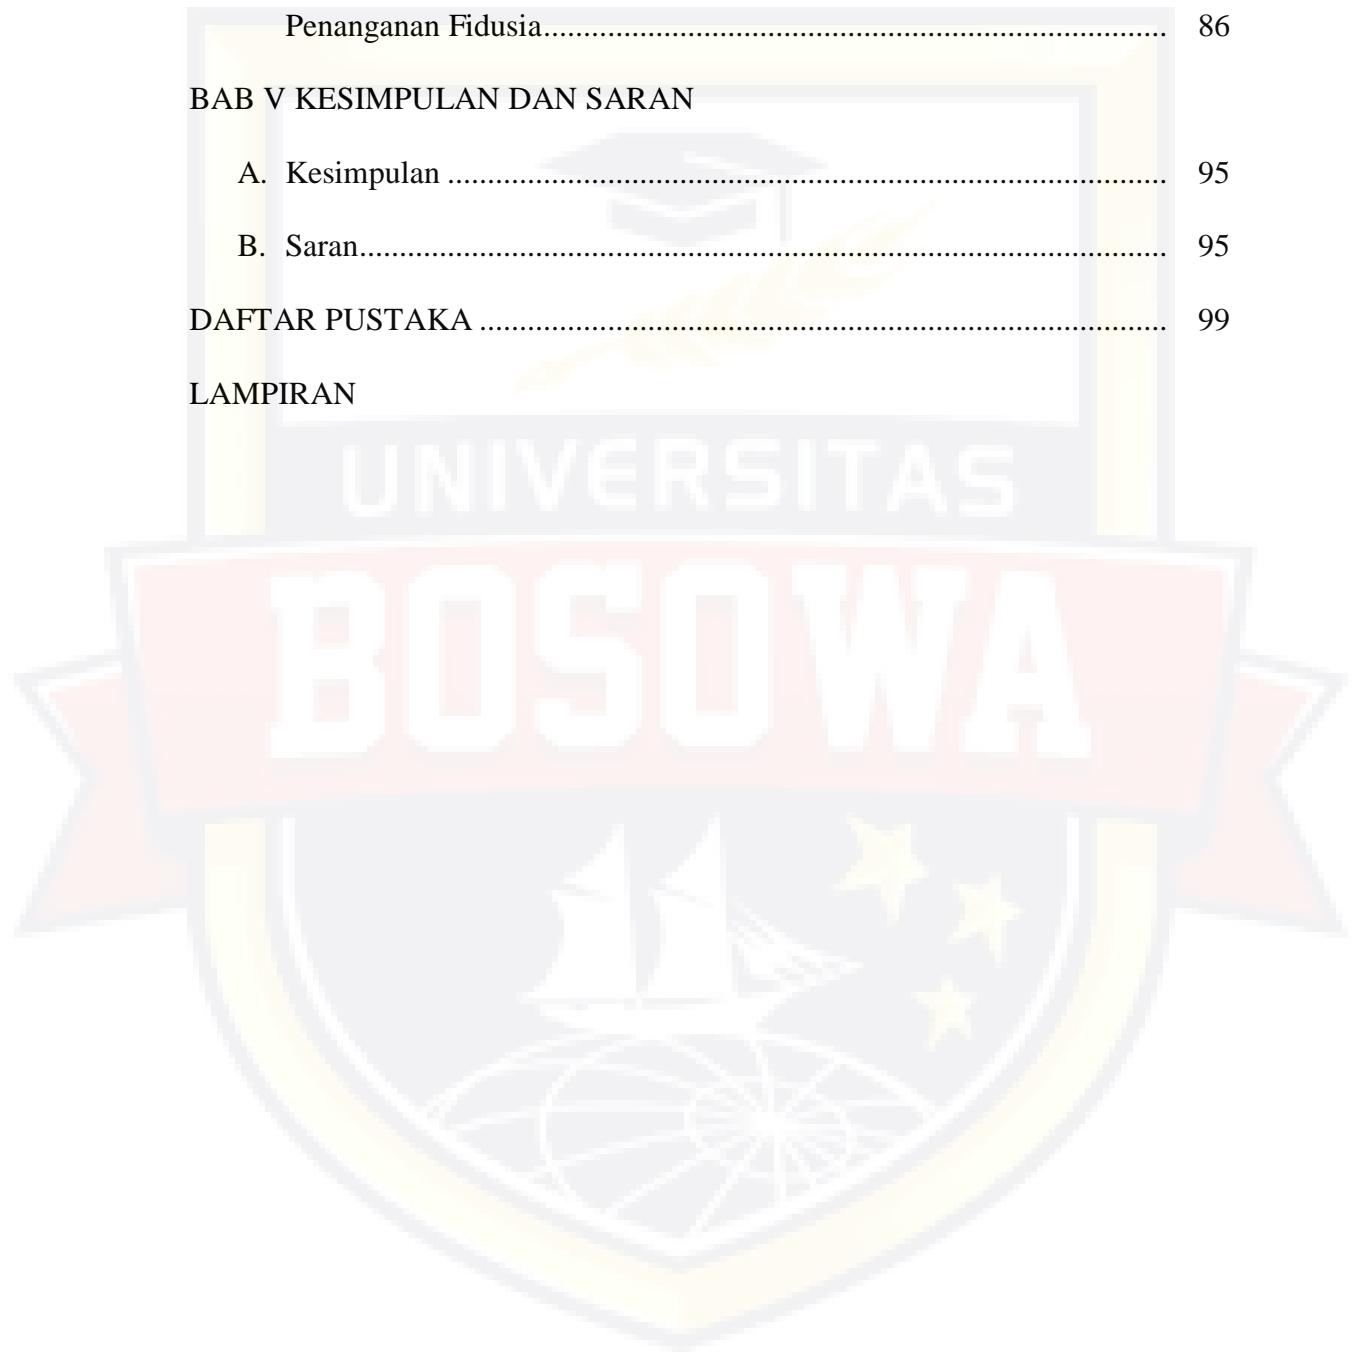 Penanganan Fidusia................................................................................ 86
BAB V KESIMPULAN DAN SARAN
A. Kesimpulan ............................................................................................ 95
B. Saran....................................................................................................... 95
DAFTAR PUSTAKA ........................................................................................ 99
LAMPIRAN
UNIVERSITAS
BOSOWA